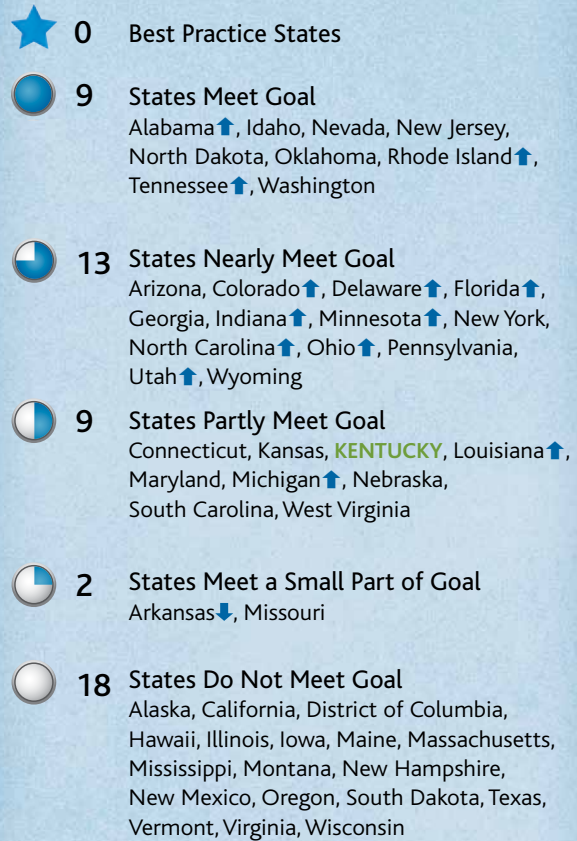 0 Best Practice States
9 States Meet Goal
Alabama⬆, Idaho, Nevada, New Jersey,
North Dakota, Oklahoma, Rhode Island⬆,
Tennessee⬆, Washington
13 States Nearly Meet Goal
Arizona, Colorado⬆, Delaware⬆, Florida⬆,
Georgia, Indiana⬆, Minnesota⬆, New York,
North Carolina⬆, Ohio⬆, Pennsylvania,
Utah⬆, Wyoming
9 States Partly Meet Goal
Connecticut, Kansas, KENTUCKY, Louisiana⬆,
Maryland, Michigan⬆, Nebraska,
South Carolina, West Virginia
2 States Meet a Small Part of Goal
Arkansas⬇, Missouri
18 States Do Not Meet Goal
Alaska, California, District of Columbia,
Hawaii, Illinois, Iowa, Maine, Massachusetts,
Mississippi, Montana, New Hampshire,
New Mexico, Oregon, South Dakota, Texas,
Vermont, Virginia, Wisconsin